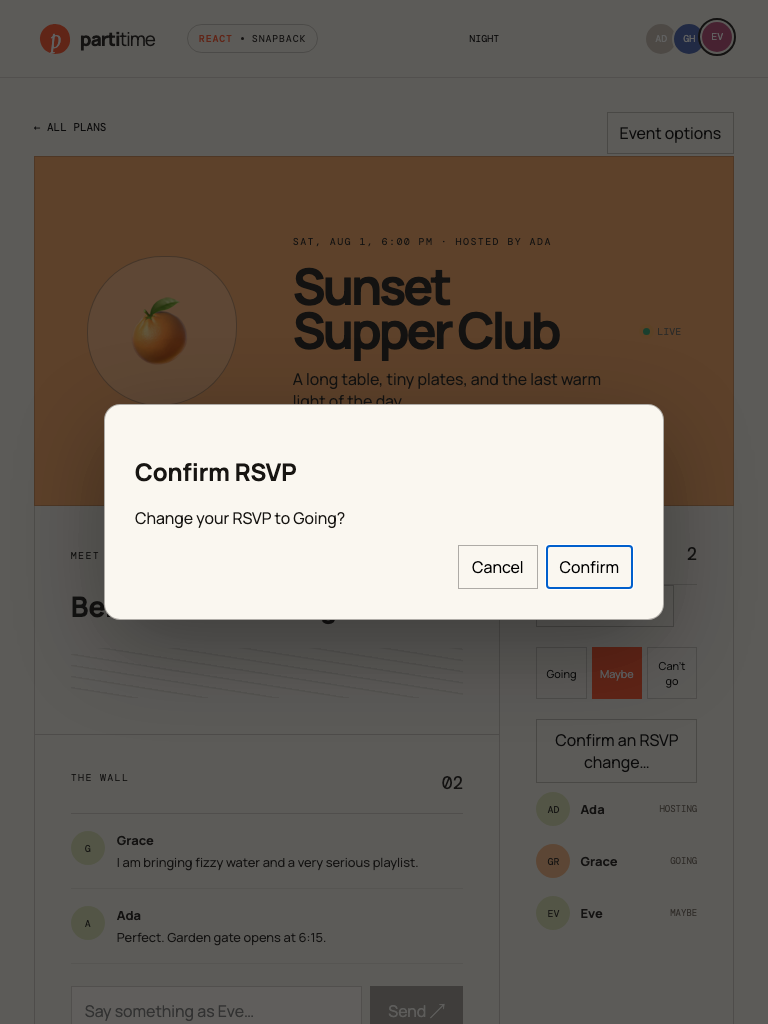 partitime
REACT • SNAPBACK
NIGHT
AD
GH
EV
← ALL PLANS
Event options
SAT, AUG 1, 6:00 PM · HOSTED BY ADA
Sunset
Supper Club
LIVE
A long table, tiny plates, and the last warm
light of the day.
Confirm RSVP
Change your RSVP to Going?
Cancel
Confirm
MEET
2
Going
Maybe
Can't
go
Confirm an RSVP
change…
THE WALL
02
G
Grace
I am bringing fizzy water and a very serious playlist.
A
Ada
Perfect. Garden gate opens at 6:15.
Say something as Eve…
Send ↗
AD
Ada
HOSTING
GR
Grace
GOING
EV
Eve
MAYBE